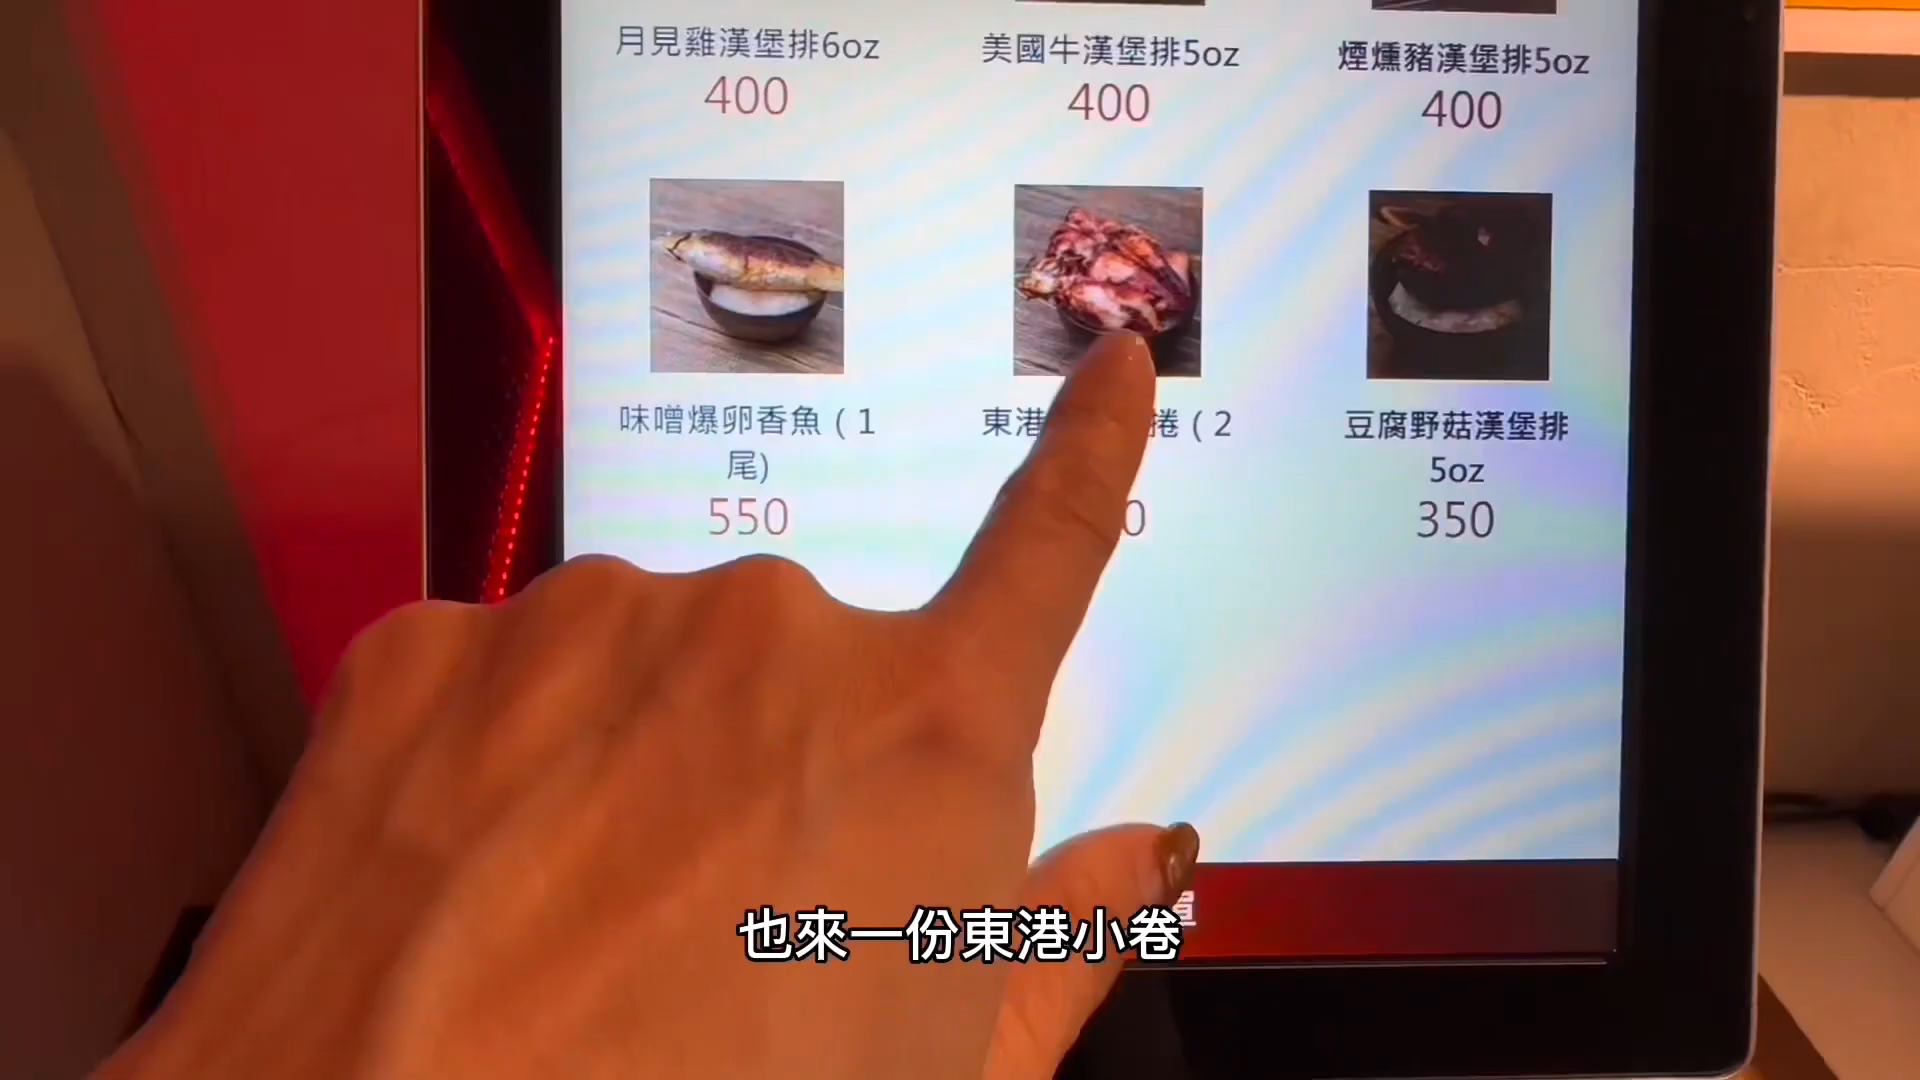 月見雞漢堡排6oz
400
美國牛漢堡排5oz
400
煙燻豬漢堡排5oz
400
味噌爆卵香魚(1
尾)
550
東港 捲(2
0
豆腐野菇漢堡排
5oz
350
單
也來一份東港小卷